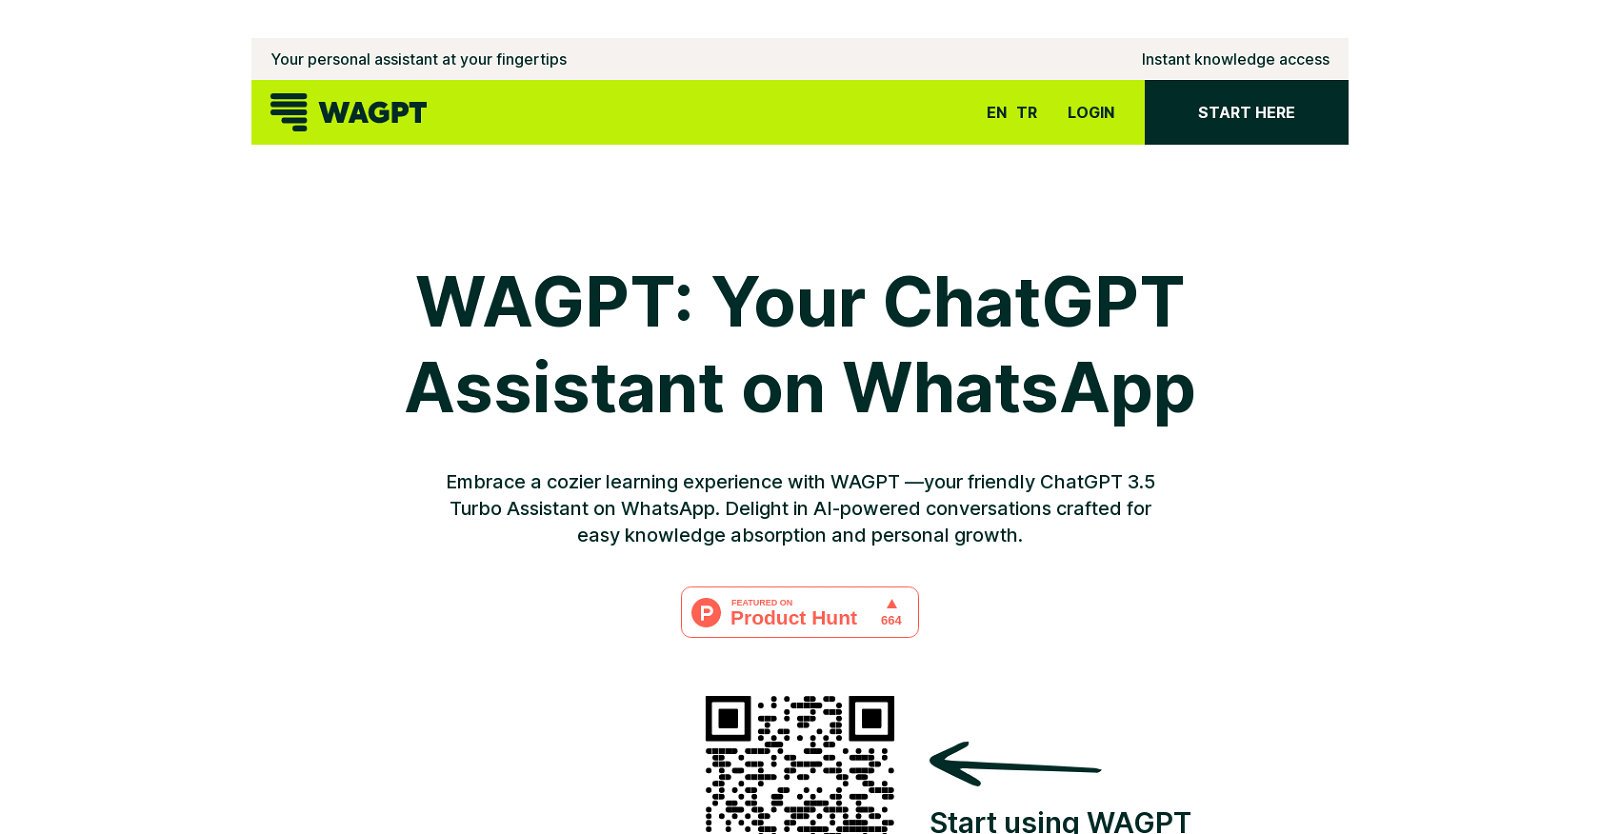 Your personal assistant at your fingertips
Instant knowledge access
WAGPT
EN TR LOGIN START HERE
WAGPT: Your ChatGPT
Assistant on WhatsApp
Embrace a cozier learning experience with WAGPT —your friendly ChatGPT 3.5
Turbo Assistant on WhatsApp. Delight in AI-powered conversations crafted for
easy knowledge absorption and personal growth.
P
FEATURED ON
Product Hunt
▲
664
Start using WAGPT